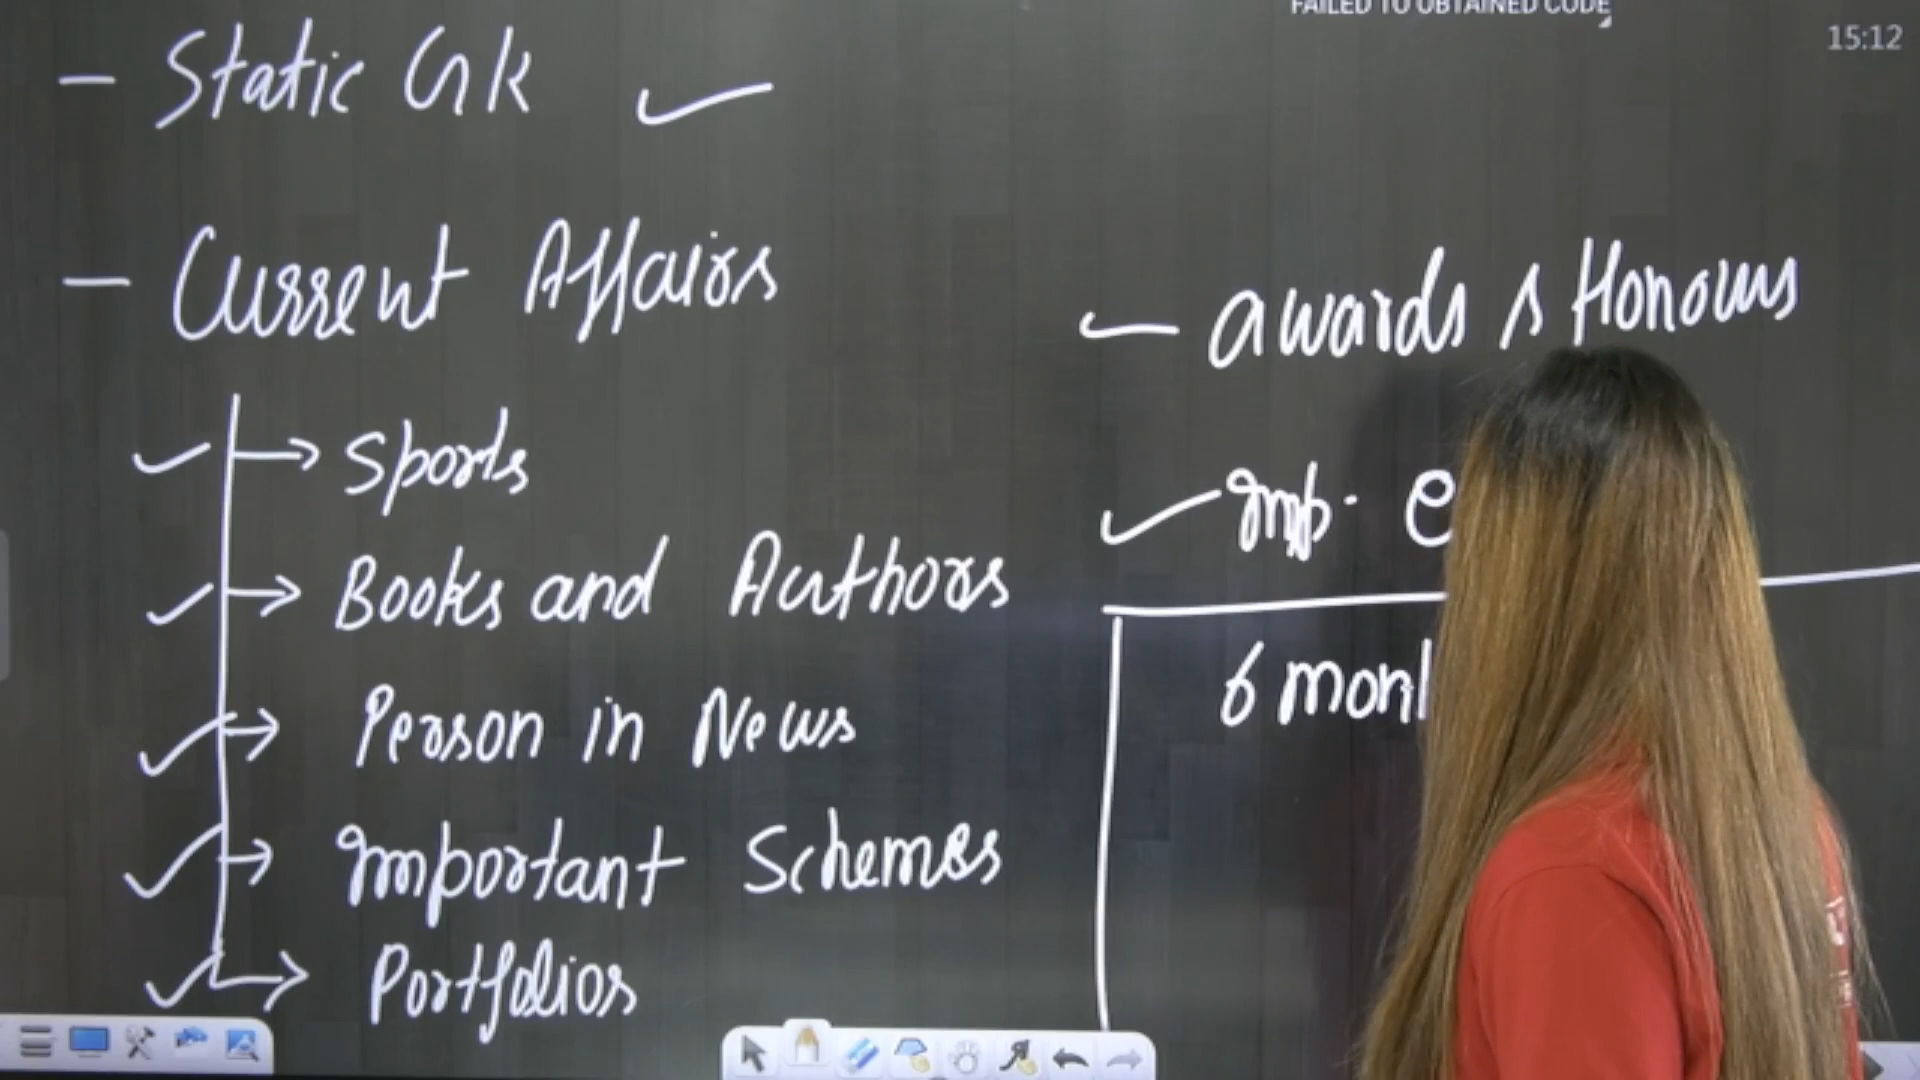 FAILED TO OBTAINED CODE
15:12
- Static GK
- Current Affairs
→ Sports
→ Books and Authors
→ Person in News
→ Important Schemes
→ Portfolios
awards & Honours
Imp.
6